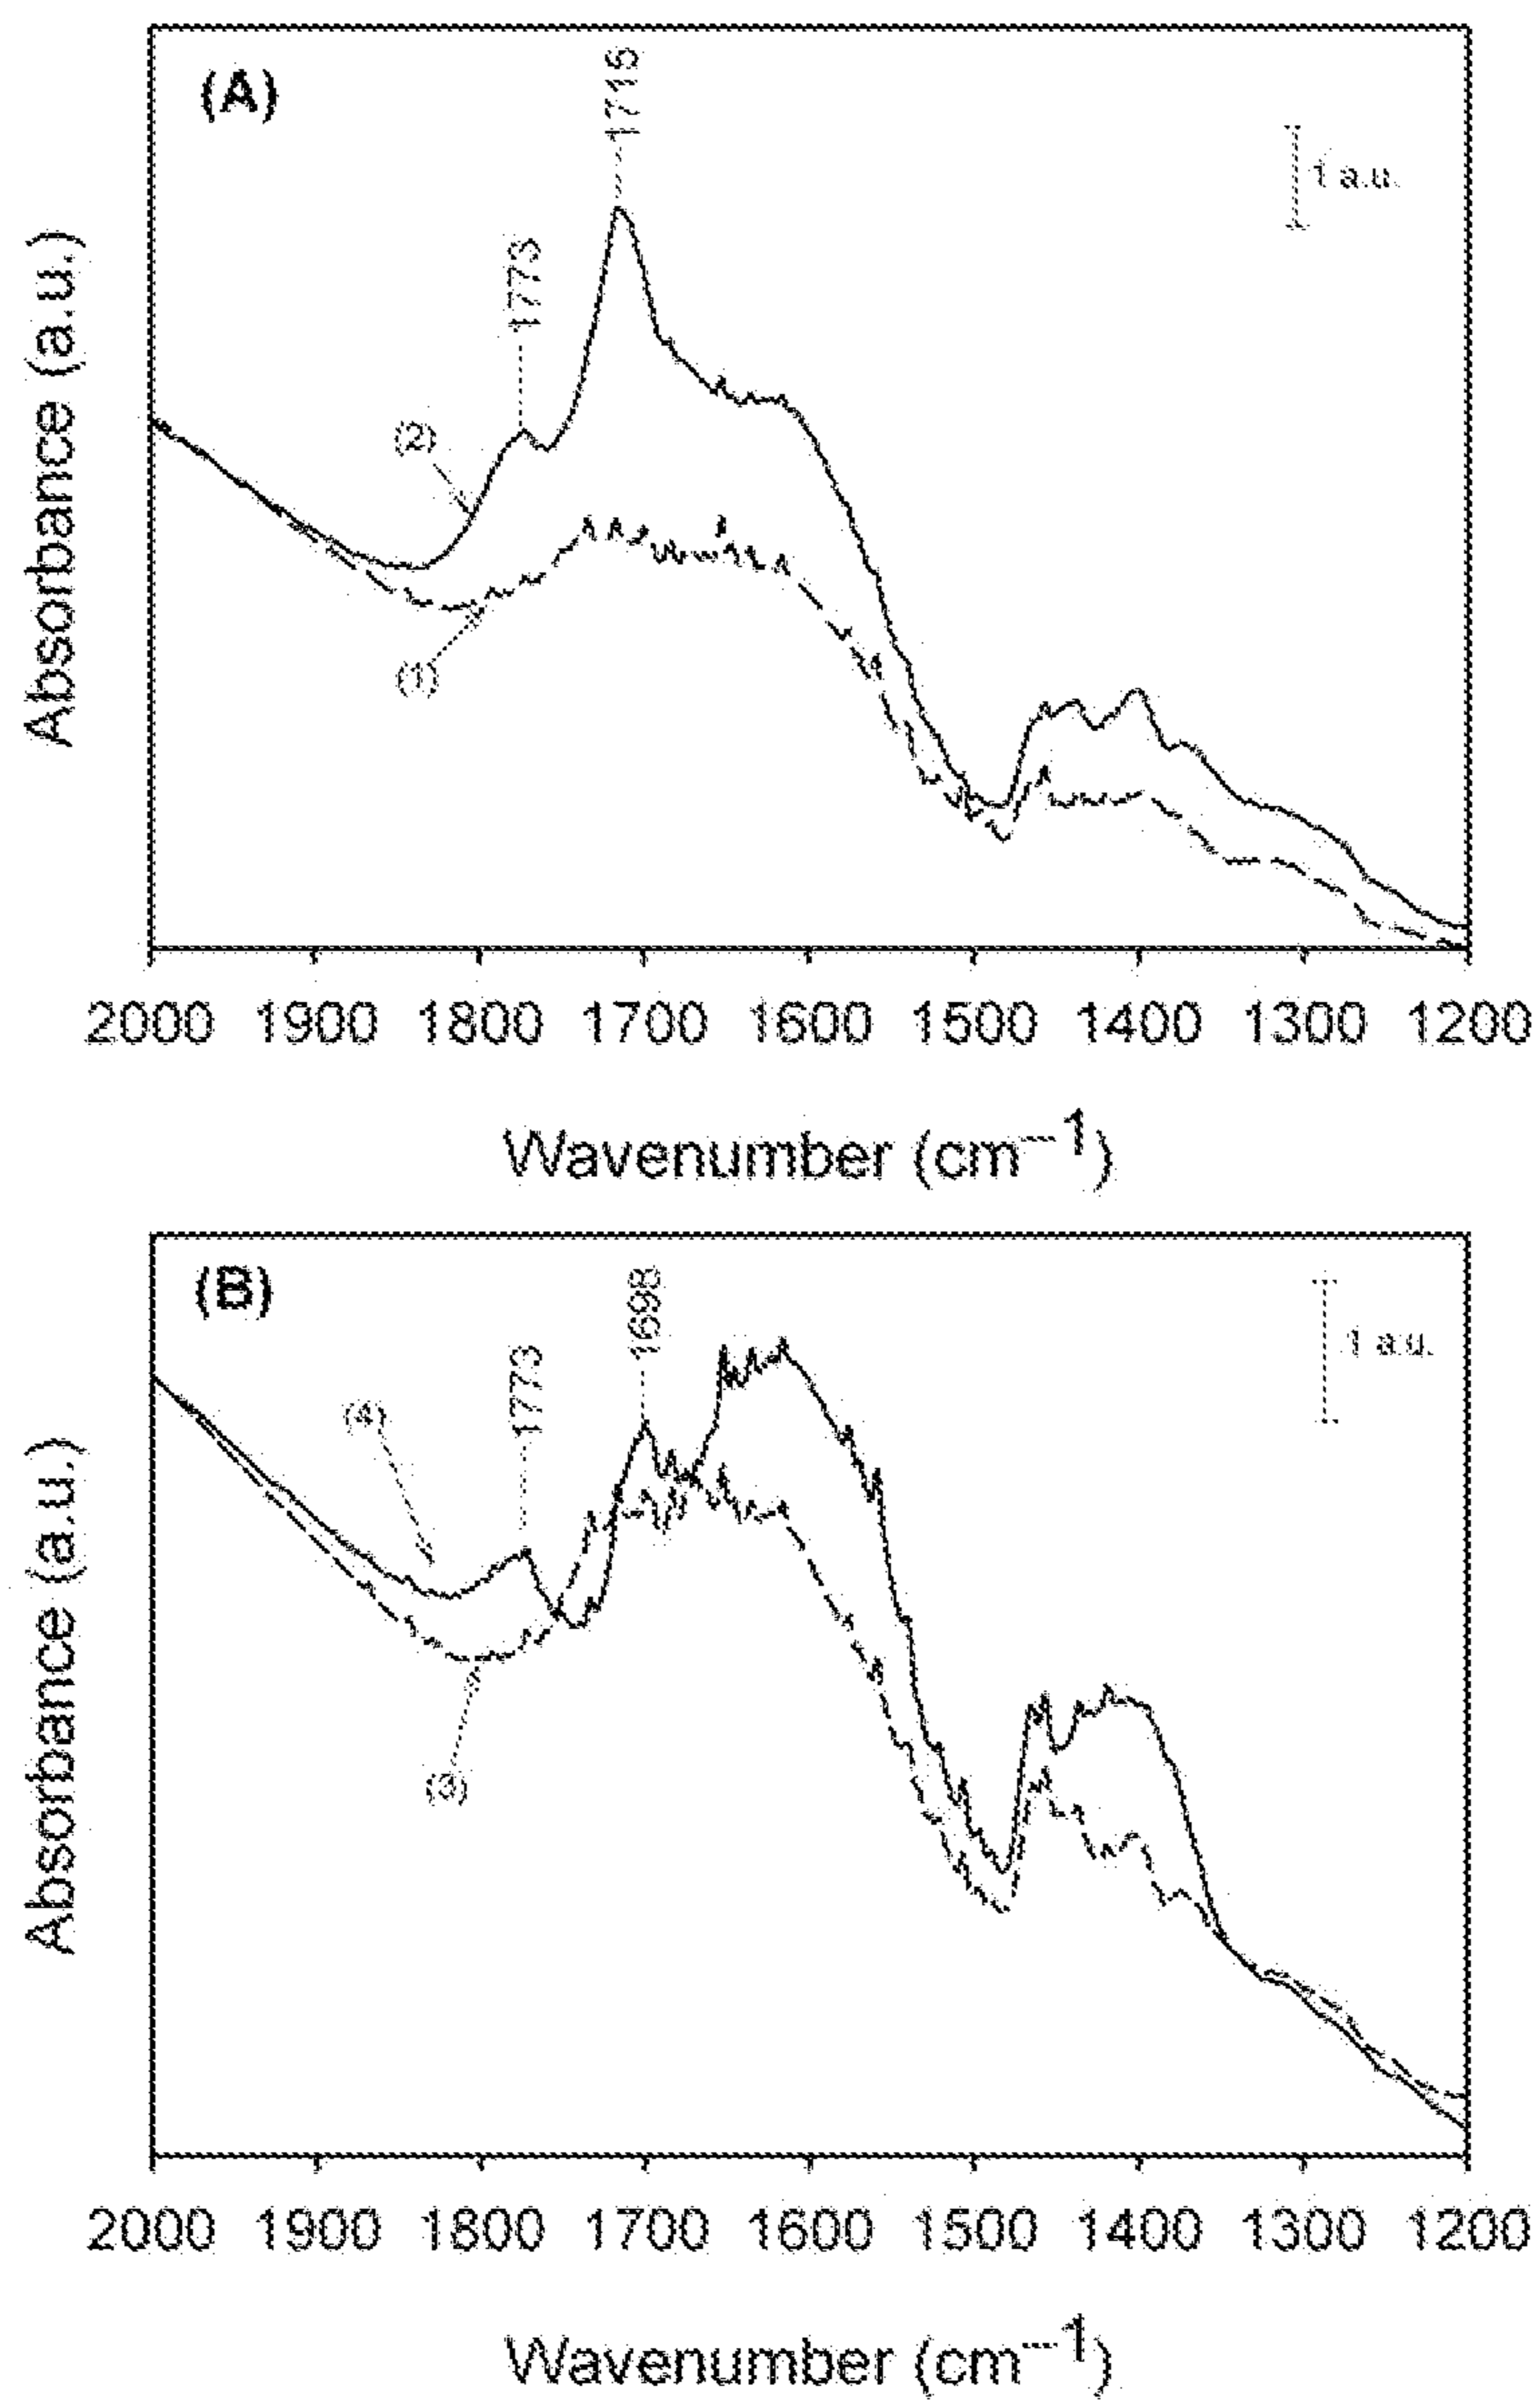 (A)
1715
1 a.u.
1773
(2)
(1)
Absorbance (a.u.)
2000 1900 1800 1700 1600 1500 1400 1300 1200
Wavenumber (cm⁻¹)
(B)
1698
1 a.u.
1773
(4)
(3)
Absorbance (a.u.)
2000 1900 1800 1700 1600 1500 1400 1300 1200
Wavenumber (cm⁻¹)